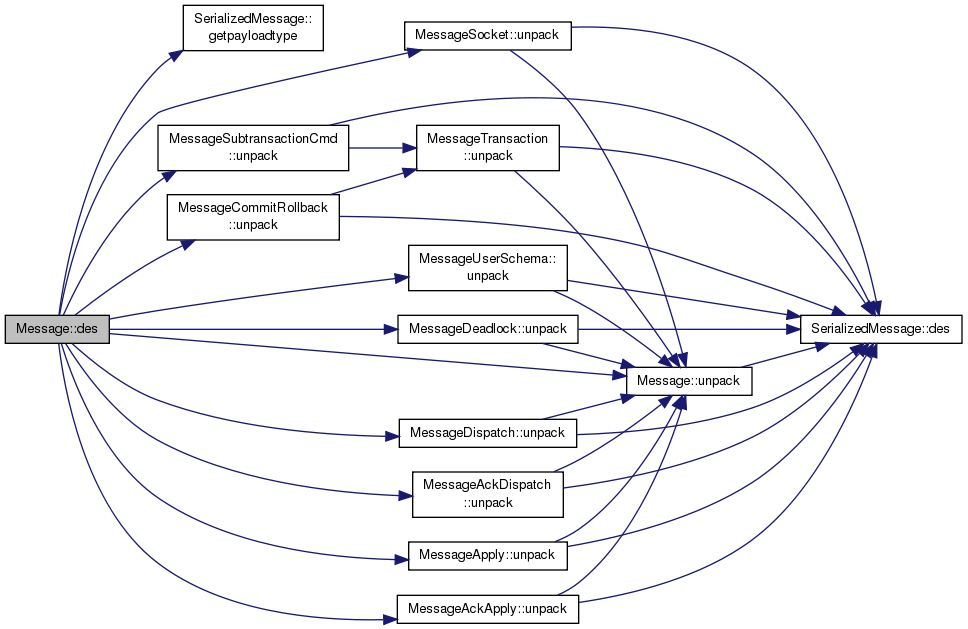 SerializedMessage::
getpayloadtype
MessageSocket::unpack
MessageSubtransactionCmd
::unpack
MessageTransaction
::unpack
MessageCommitRollback
::unpack
MessageUserSchema::
unpack
Message::des
MessageDeadlock::unpack
SerializedMessage::des
Message::unpack
MessageDispatch::unpack
MessageAckDispatch
::unpack
MessageApply::unpack
MessageAckApply::unpack